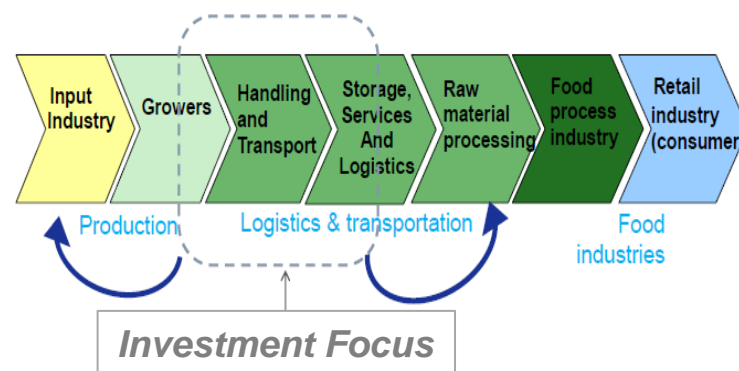 Input
Industry
Growers
Handling
and
Transport
Storage,
Services
And
Logistics
Raw
material
processing
Food
process
industry
Retail
industry
(consumer
Production
Logistics & transportation
Food
industries
Investment Focus